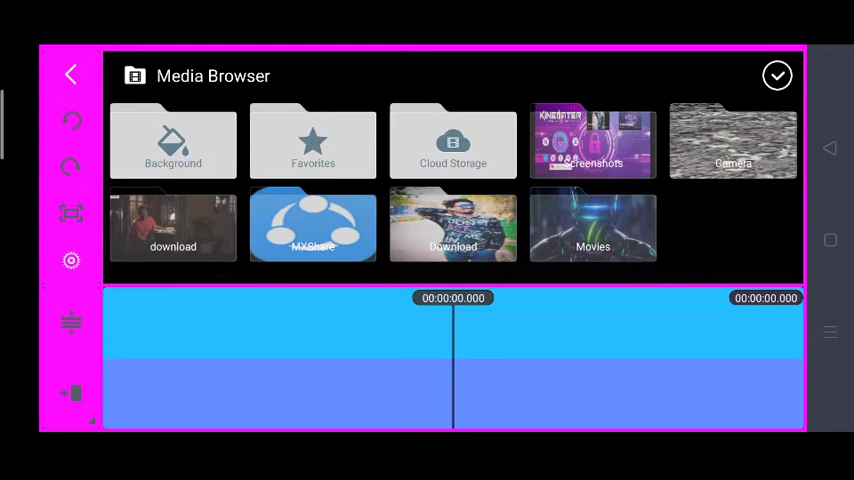 Media Browser
Background
Favorites
Cloud Storage
KINEMATER
Screenshots
Camera
download
MXShare
Download
Movies
00:00:00.000
00:00:00.000